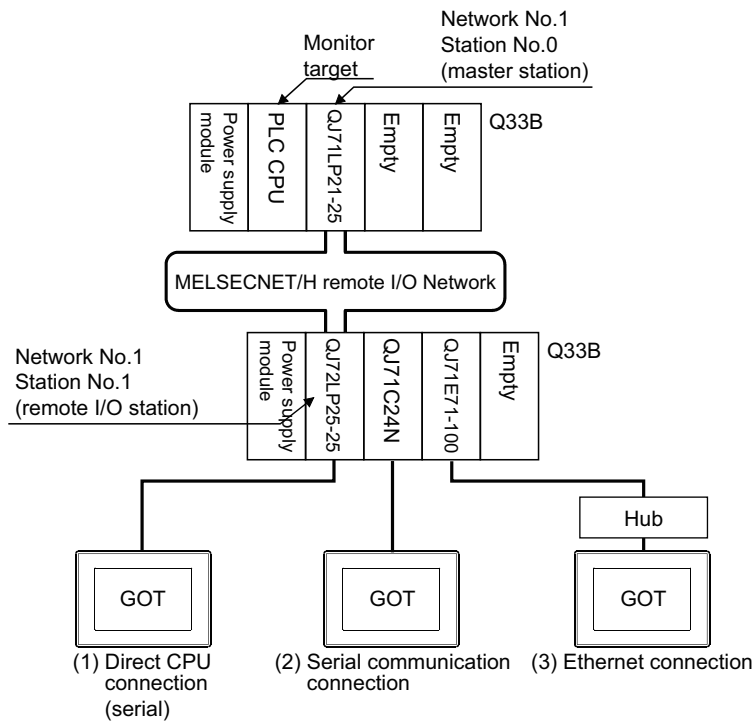 Network No.1
Station No.0
(master station)
Monitor
target
Q33B
Power supply
module
PLC CPU
QJ71LP21-25
Empty
Empty
MELSECNET/H remote I/O Network
Network No.1
Station No.1
(remote I/O station)
Q33B
Power supply
module
QJ72LP25-25
QJ71C24N
QJ71E71-100
Empty
Hub
GOT
GOT
GOT
(1) Direct CPU
connection
(serial)
(2) Serial communication
connection
(3) Ethernet connection